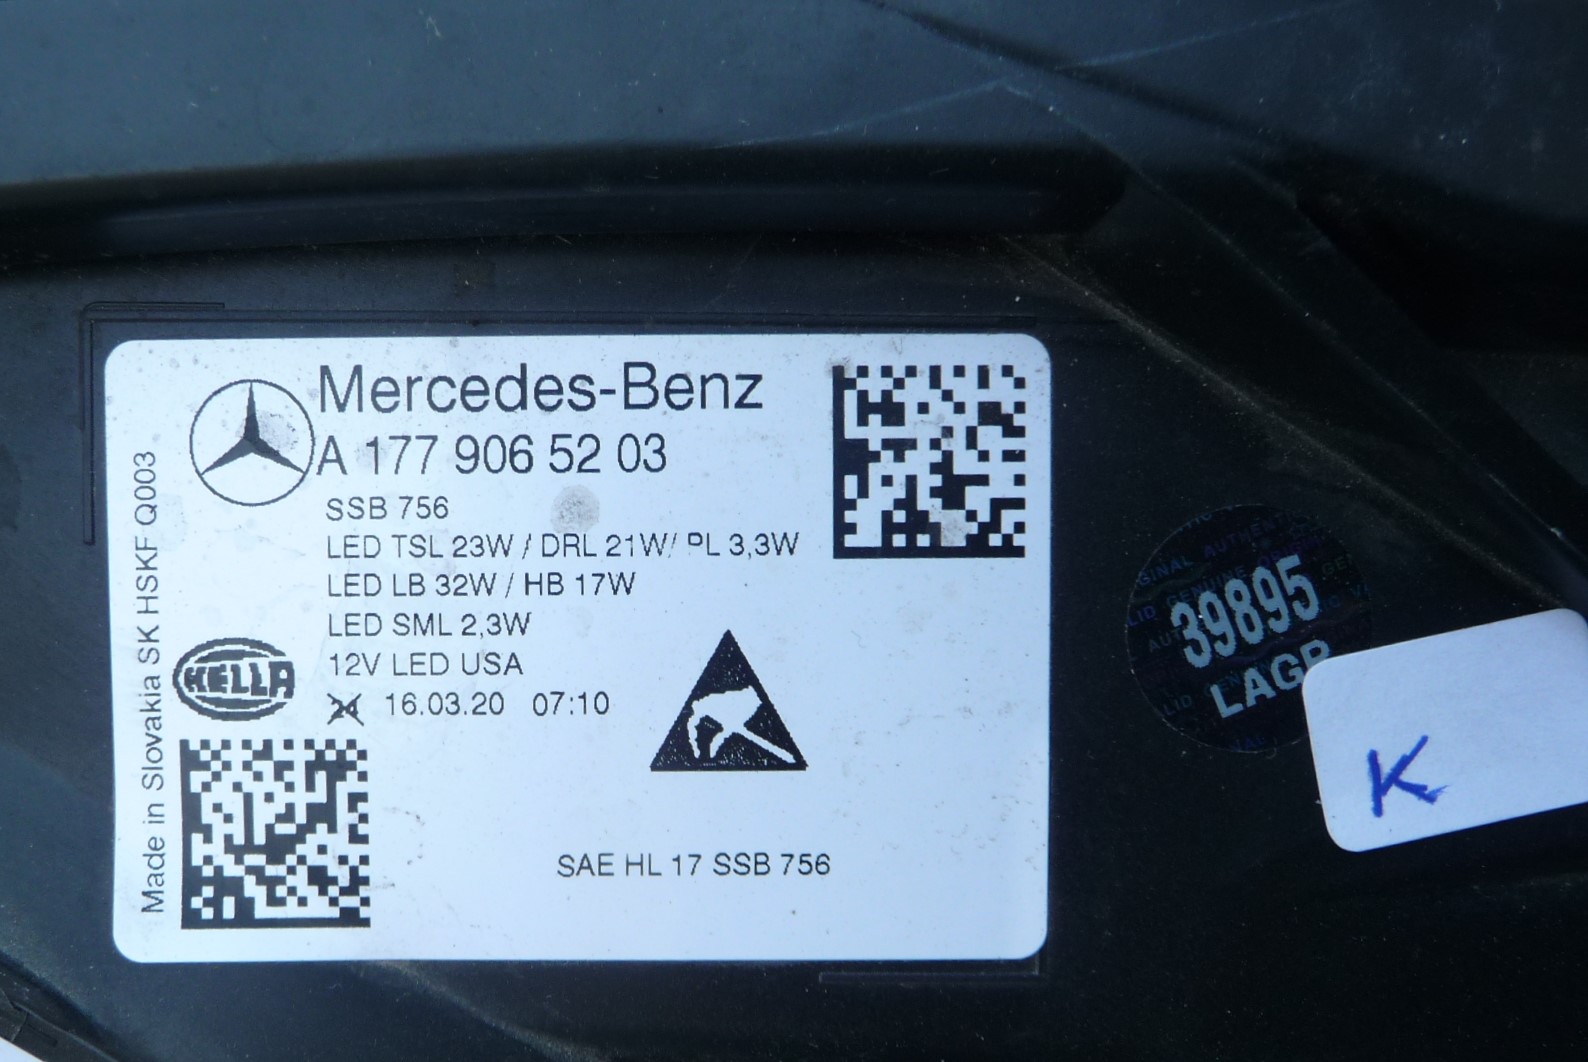 Mercedes-Benz
A 177 906 52 03
SSB 756
LED TSL 23W / DRL 21W/ PL 3,3W
LED LB 32W / HB 17W
LED SML 2,3W
12V LED USA
24 16.03.20 07:10
HELLA
Made in Slovakia SK HSKF Q003
SAE HL 17 SSB 756
39895
K